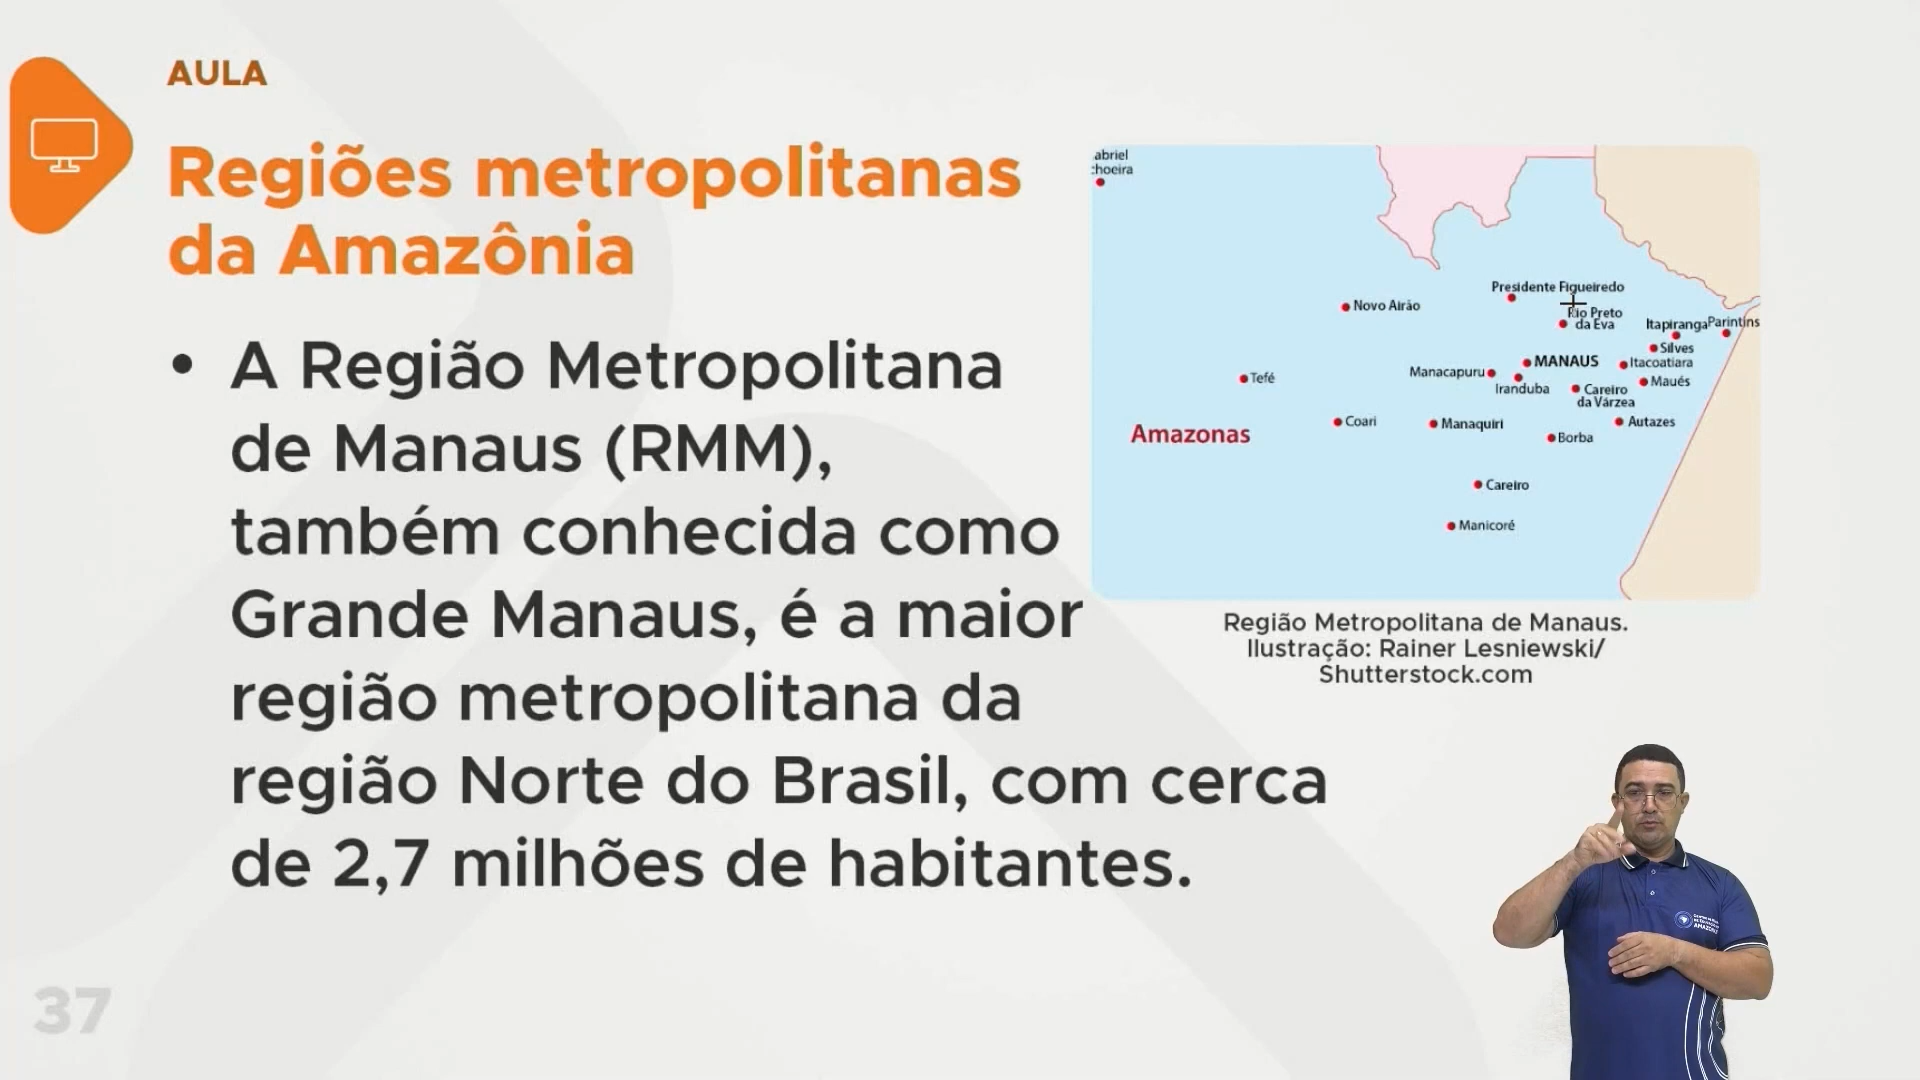 AULA
Regiões metropolitanas
da Amazônia
• A Região Metropolitana
de Manaus (RMM),
também conhecida como
Grande Manaus, é a maior
região metropolitana da
região Norte do Brasil, com cerca
de 2,7 milhões de habitantes.
abriel
choeira
Presidente Figueiredo
Novo Airão
Rio Preto
da Eva
Itapiranga
Parintins
Silves
MANAUS
Itacoatiara
Manacapuru
Maués
Tefé
Iranduba
Careiro
da Várzea
Coari
Manaquiri
Autazes
Amazonas
Borba
Careiro
Manicoré
Região Metropolitana de Manaus.
Ilustração: Rainer Lesniewski/
Shutterstock.com
37